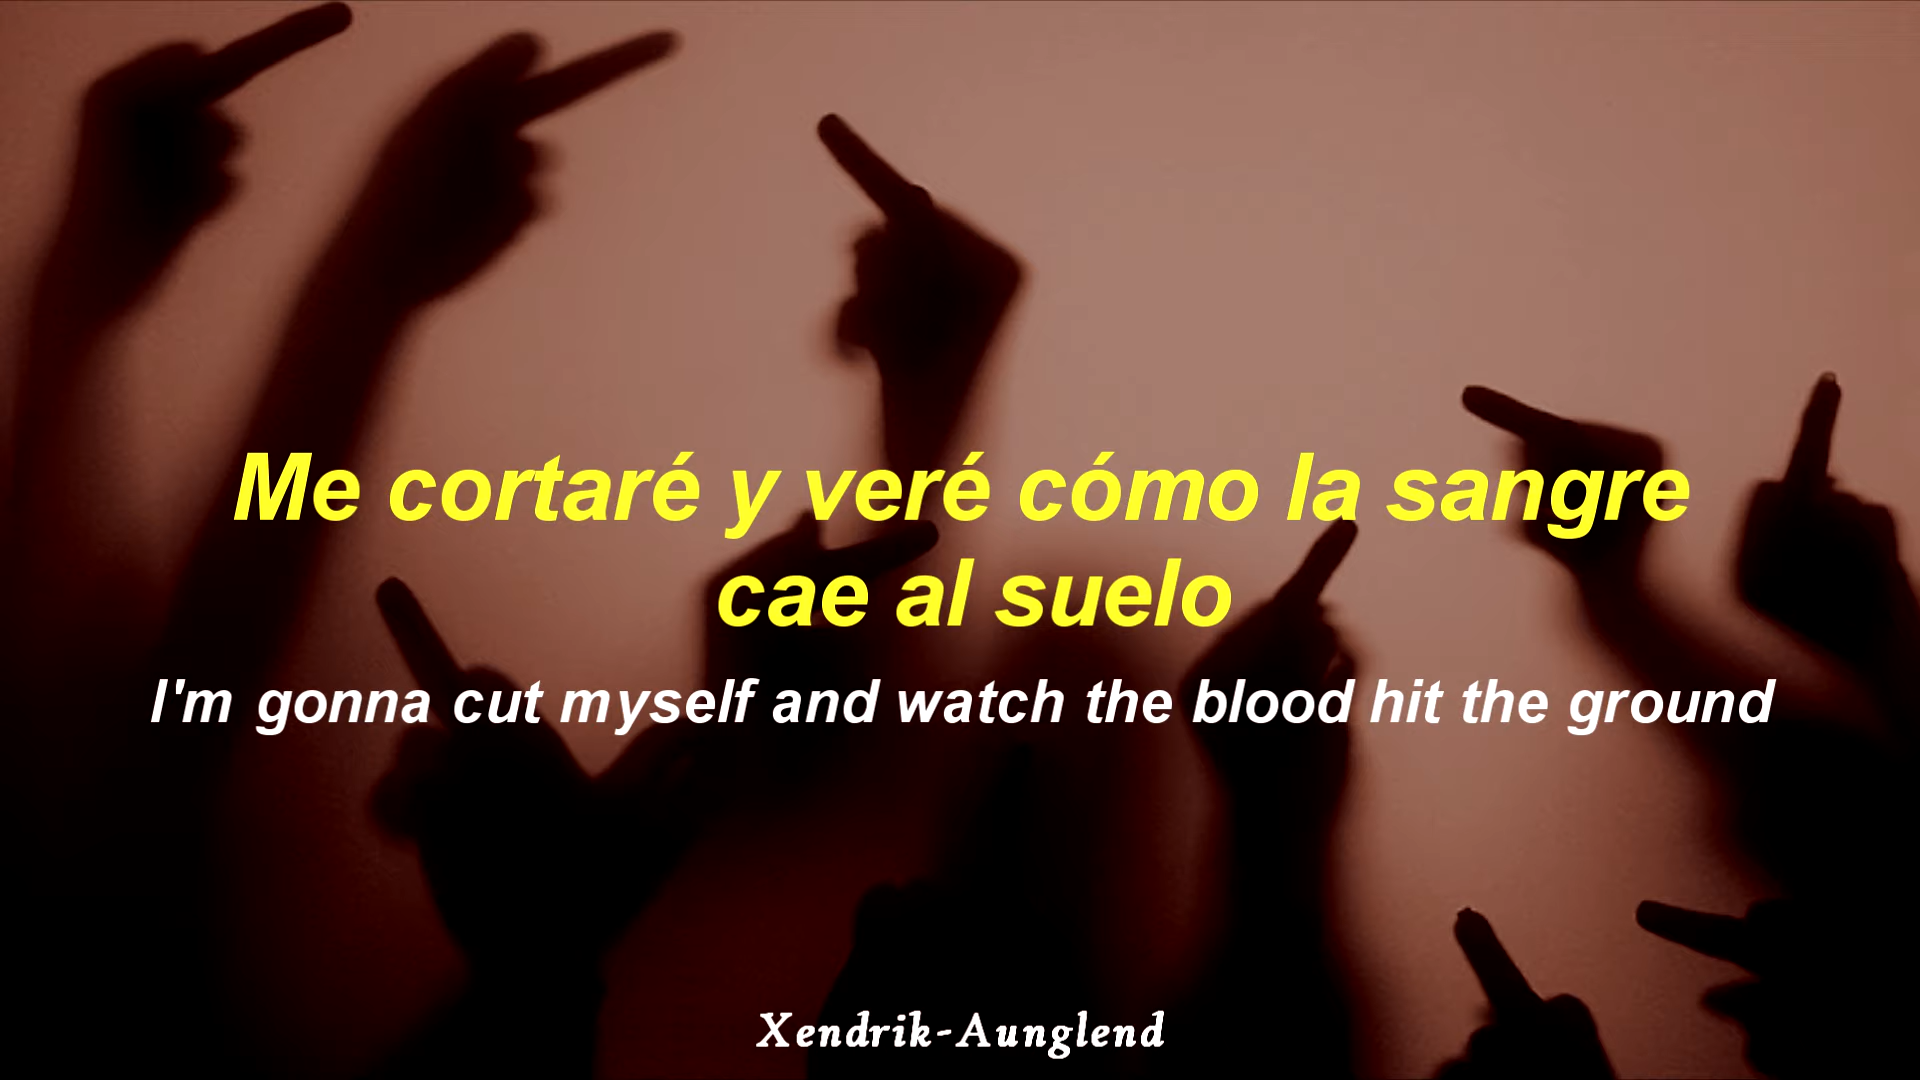 Me cortaré y veré cómo la sangre
cae al suelo
I'm gonna cut myself and watch the blood hit the ground
Xendrik-Aunglend